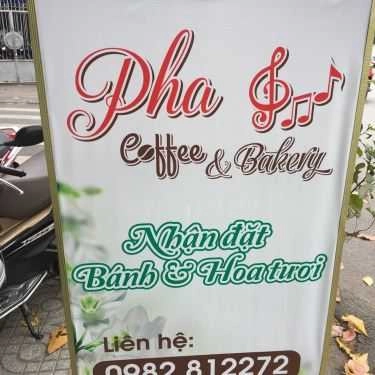 Pha
Coffee & Bakery
Nhận đặt
Bánh & Hoa tươi
Liên hệ:
0982 812272